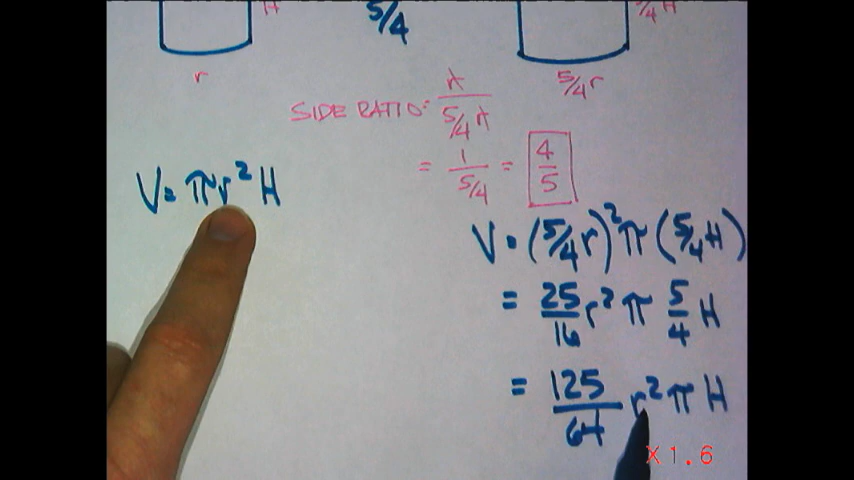 H
5/4
5/4 H
r
5/4 r
SIDE RATIO: r / 5/4 r
= 1 / 5/4 = 4/5
V = πr²H
V = (5/4 r)² π (5/4 H)
= 25/16 r² π 5/4 H
= 125/64 r² π H
X1.6